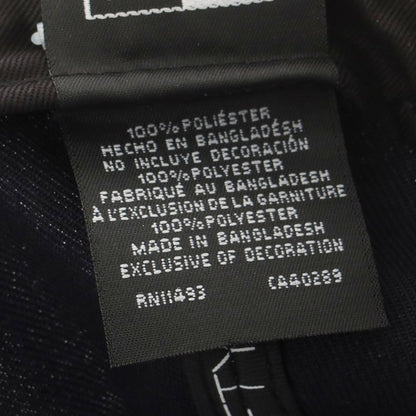 100% POLIÉSTER
HECHO EN BANGLADÉSH
NO INCLUYE DECORACIÓN
100% POLYESTER
FABRIQUÉ AU BANGLADESH
À L'EXCLUSION DE LA GARNITURE
100% POLYESTER
MADE IN BANGLADESH
EXCLUSIVE OF DECORATION
RN11493 CA40289